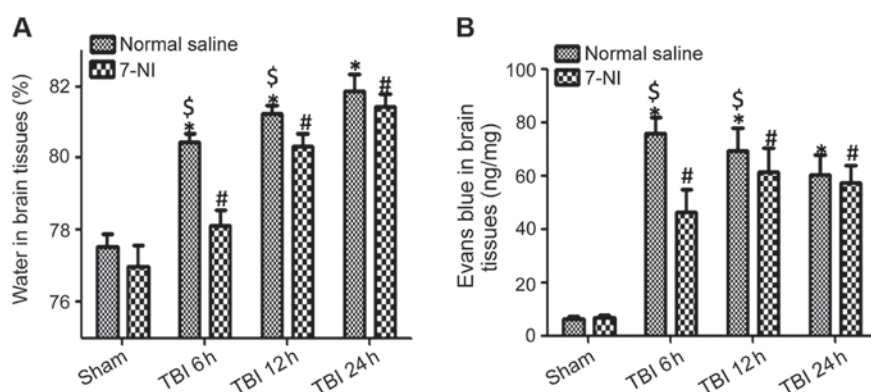 A
Normal saline
7-NI
Water in brain tissues (%)
82
80
78
76
$
*
#
$
*
#
*
#
Sham
TBI 6h
TBI 12h
TBI 24h
B
Normal saline
7-NI
Evans blue in brain
tissues (ng/mg)
100
80
60
40
20
0
$
*
#
$
*
#
*
#
Sham
TBI 6h
TBI 12h
TBI 24h